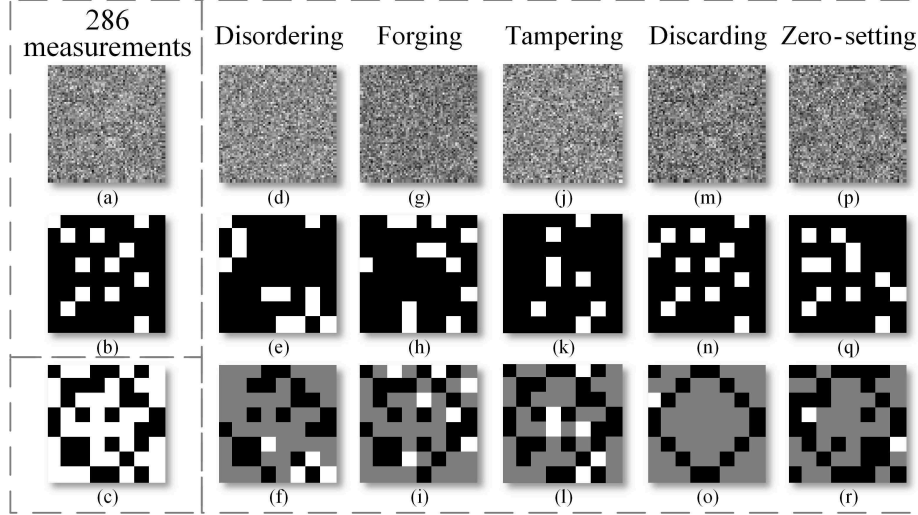 286
measurements
Disordering
Forging
Tampering
Discarding
Zero-setting
(a)
(d)
(g)
(j)
(m)
(p)
(b)
(e)
(h)
(k)
(n)
(q)
(c)
(f)
(i)
(l)
(o)
(r)